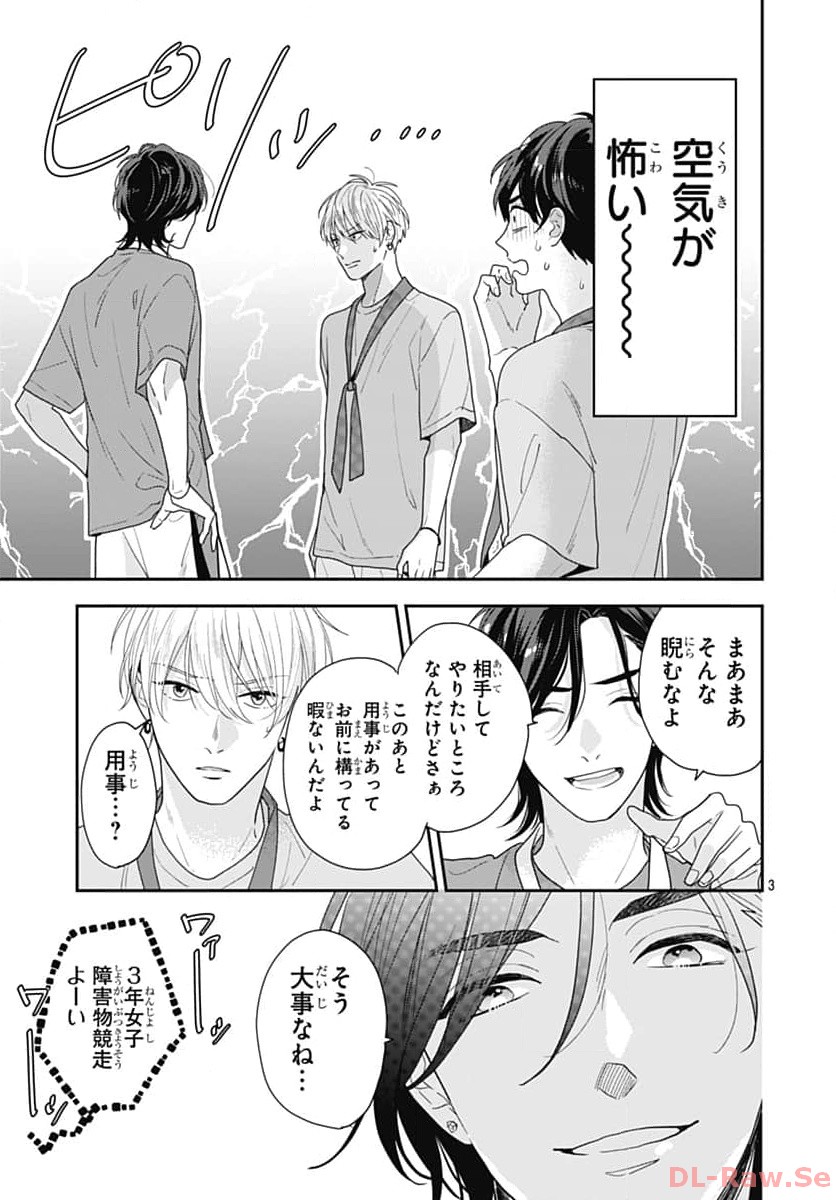 空気が
怖い〜〜〜〜
ピリッ…。。。
まあまあ
そんな
睨むなよ
相手して
やりたいところ
なんだけどさぁ
このあと
用事があって
お前に構ってる
暇ないんだよ
用事…?
3
そう
大事なね…
ワァー
ワァ
3年女子
障害物競走
よーい
DL-Raw.Se